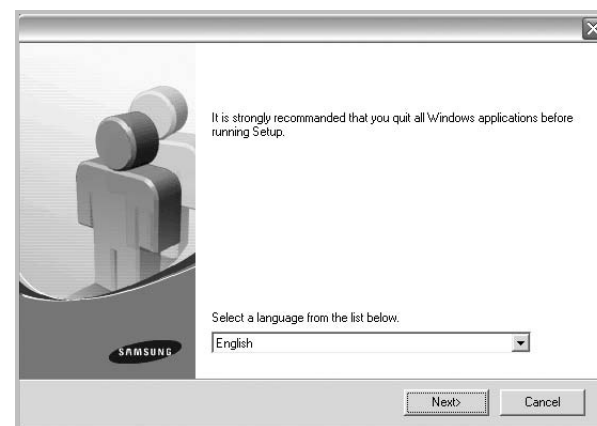 It is strongly recommanded that you quit all Windows applications before
running Setup.
Select a language from the list below.
English
SAMSUNG
Next>
Cancel